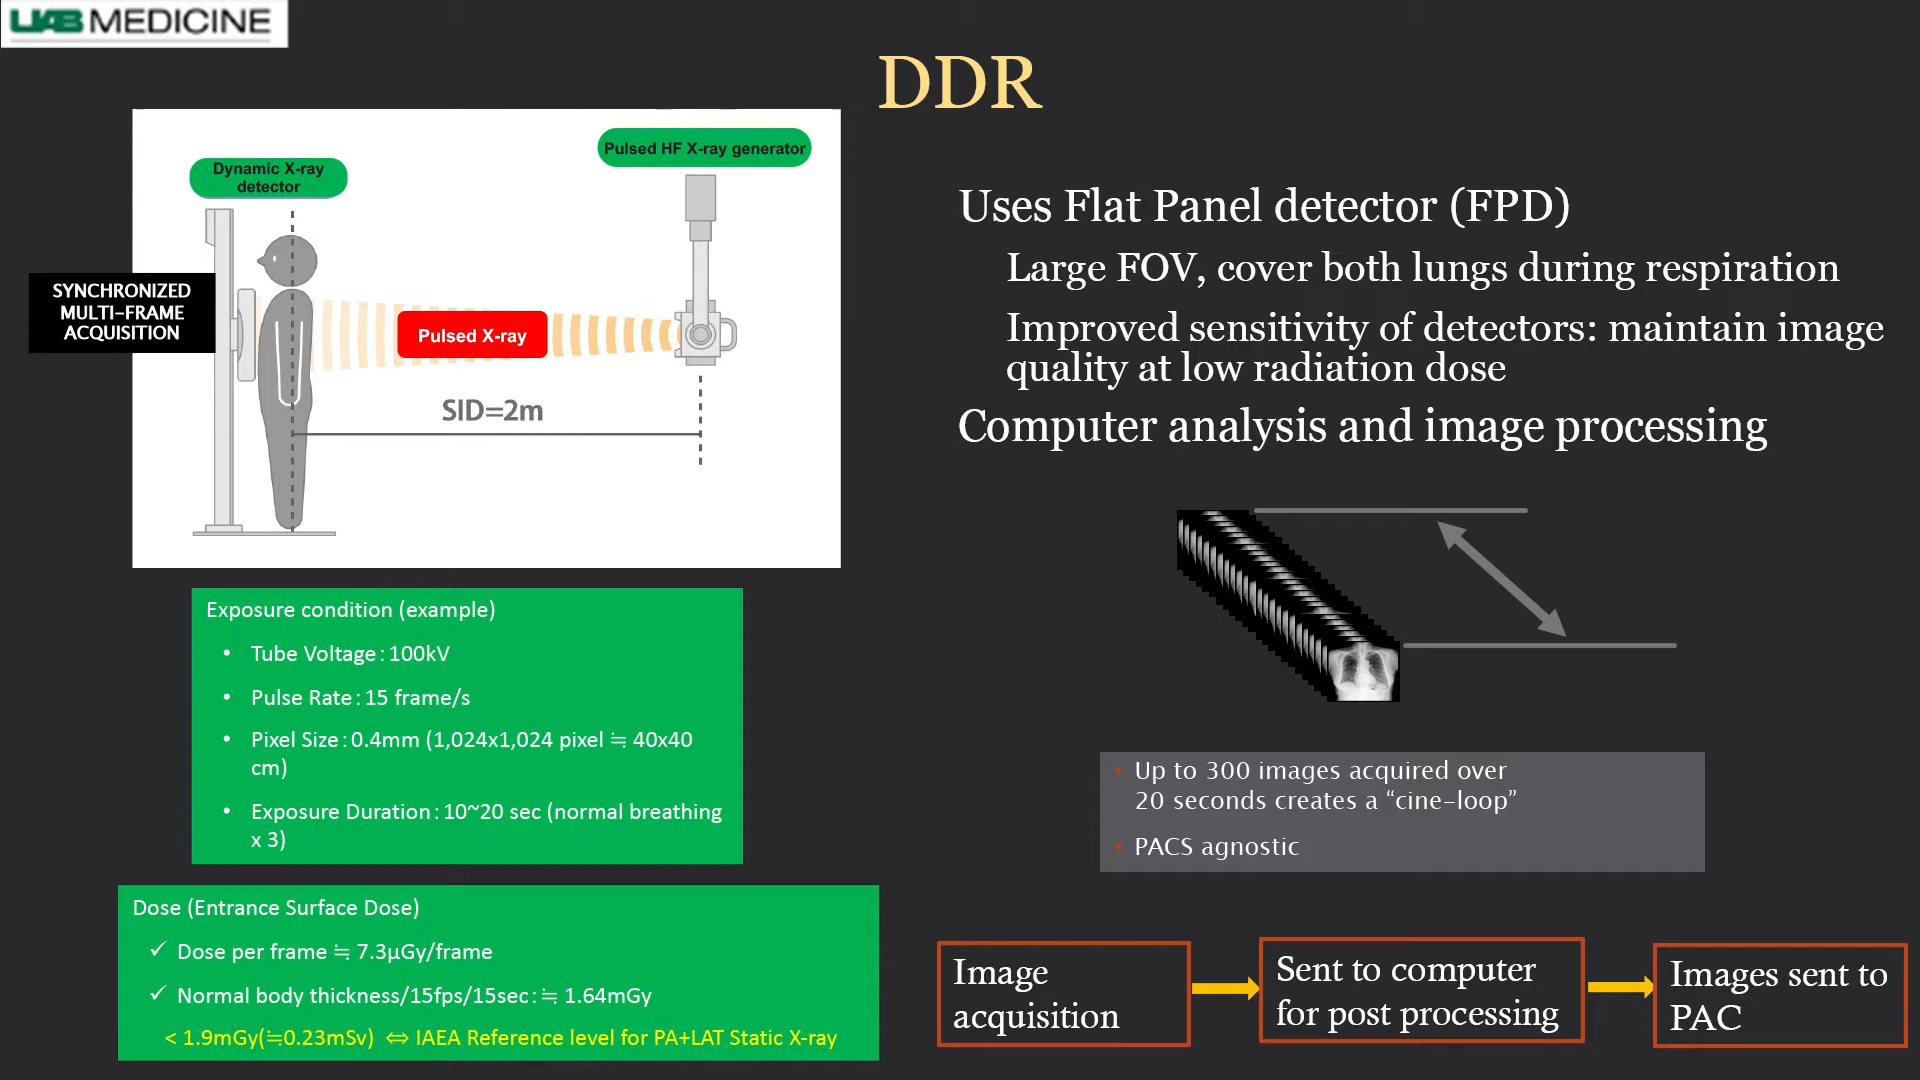 UAB MEDICINE
DDR
Dynamic X-ray
detector
Pulsed HF X-ray generator
SYNCHRONIZED
MULTI-FRAME
ACQUISITION
Pulsed X-ray
SID=2m
Uses Flat Panel detector (FPD)
Large FOV, cover both lungs during respiration
Improved sensitivity of detectors: maintain image
quality at low radiation dose
Computer analysis and image processing
Exposure condition (example)
• Tube Voltage : 100kV
• Pulse Rate : 15 frame/s
• Pixel Size : 0.4mm (1,024x1,024 pixel ≒ 40x40
cm)
• Exposure Duration : 10~20 sec (normal breathing
x 3)
• Up to 300 images acquired over
20 seconds creates a “cine-loop”
• PACS agnostic
Dose (Entrance Surface Dose)
✓ Dose per frame ≒ 7.3μGy/frame
✓ Normal body thickness/15fps/15sec : ≒ 1.64mGy
< 1.9mGy(≒0.23mSv) ⇔ IAEA Reference level for PA+LAT Static X-ray
Image
acquisition
Sent to computer
for post processing
Images sent to
PAC